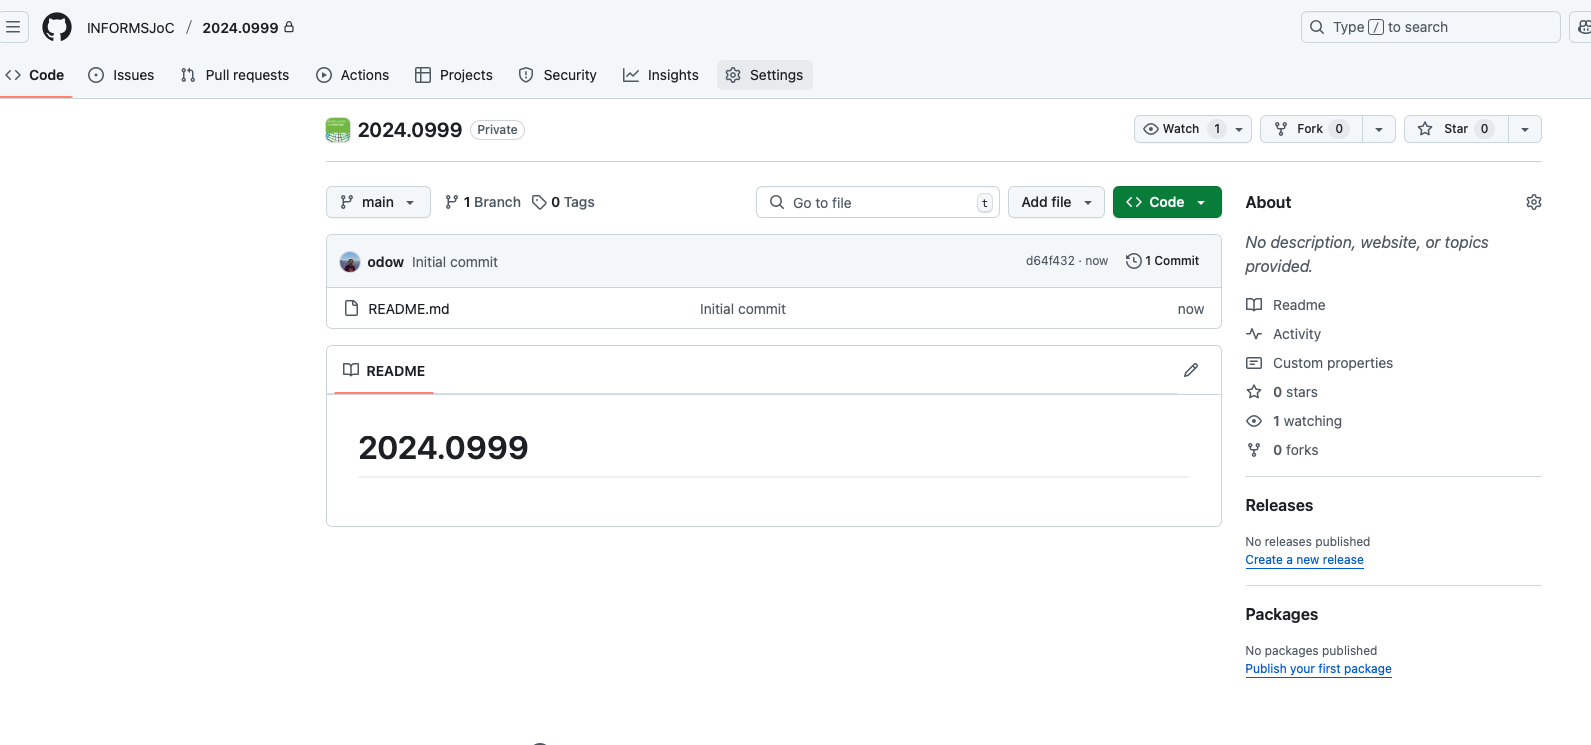 INFORMSJoC / 2024.0999
Type / to search
Code Issues Pull requests Actions Projects Security Insights Settings
2024.0999 Private
Watch 1 Fork 0 Star 0
main 1 Branch 0 Tags
Go to file t
Add file Code
odow Initial commit d64f432 · now 1 Commit
README.md Initial commit now
README
2024.0999
About
No description, website, or topics
provided.
Readme
Activity
Custom properties
0 stars
1 watching
0 forks
Releases
No releases published
Create a new release
Packages
No packages published
Publish your first package